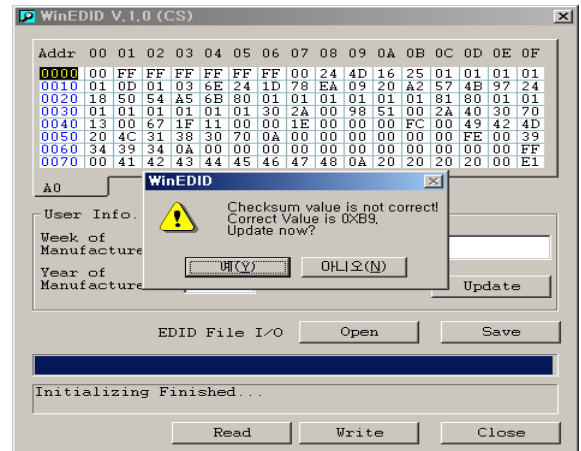 WinEDID V.1.0 (CS)
Addr 00 01 02 03 04 05 06 07 08 09 0A 0B 0C 0D 0E 0F
0000 00 FF FF FF FF FF FF 00 24 4D 16 25 01 01 01 01
0010 01 0D 01 03 6E 24 1D 78 EA 09 20 A2 57 4B 97 24
0020 18 50 54 A5 6B 80 01 01 01 01 01 01 81 80 01 01
0030 01 01 01 01 01 01 30 2A 00 98 51 00 2A 40 30 70
0040 13 00 67 1F 11 00 00 1E 00 00 00 FC 00 49 42 4D
0050 20 4C 31 38 30 70 0A 00 00 00 00 00 00 FE 00 39
0060 34 39 34 0A 00 00 00 00 00 00 00 00 00 00 00 FF
0070 00 41 42 43 44 45 46 47 48 0A 20 20 20 20 00 E1
A0
WinEDID
Checksum value is not correct!
Correct Value is 0XB9,
Update now?
예(Y)
아니오(N)
User Info.
Week of
Manufacture
Year of
Manufacture
Update
EDID File I/O
Open
Save
Initializing Finished...
Read
Write
Close